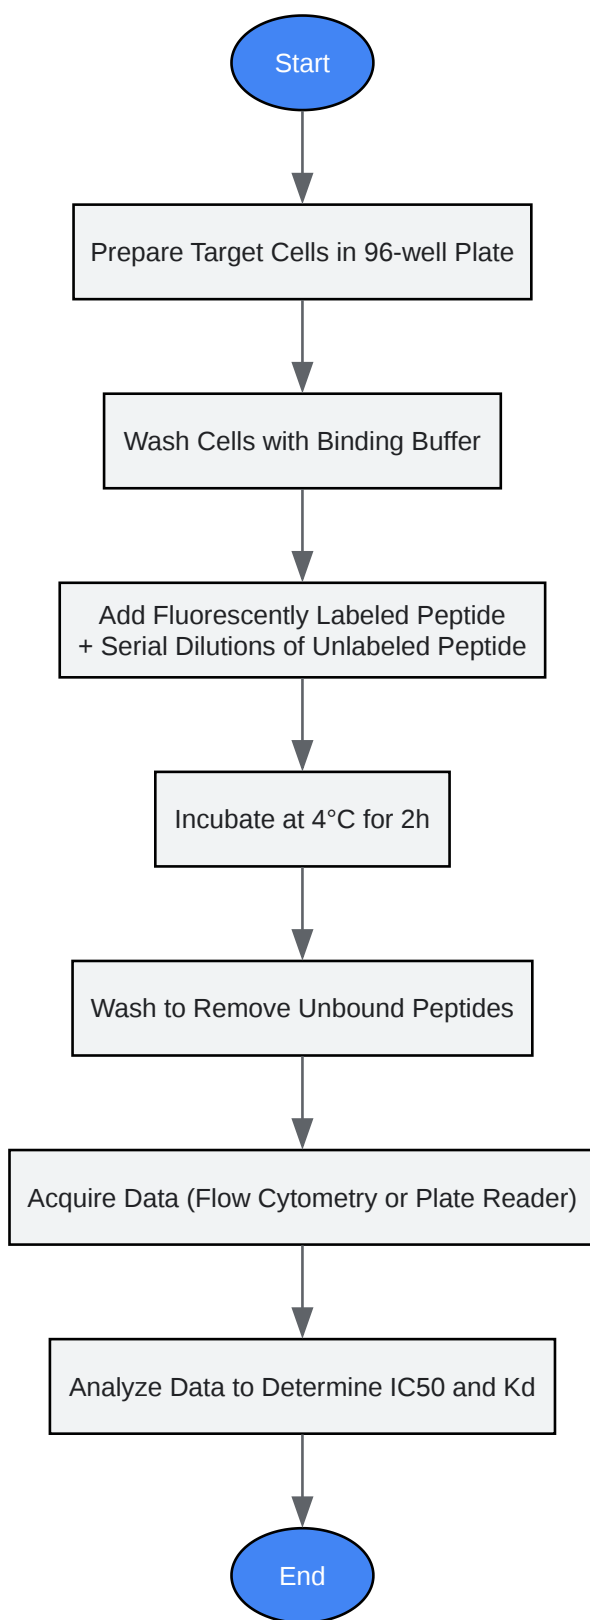 Start
Prepare Target Cells in 96-well Plate
Wash Cells with Binding Buffer
Add Fluorescently Labeled Peptide
+ Serial Dilutions of Unlabeled Peptide
Incubate at 4°C for 2h
Wash to Remove Unbound Peptides
Acquire Data (Flow Cytometry or Plate Reader)
Analyze Data to Determine IC50 and Kd
End